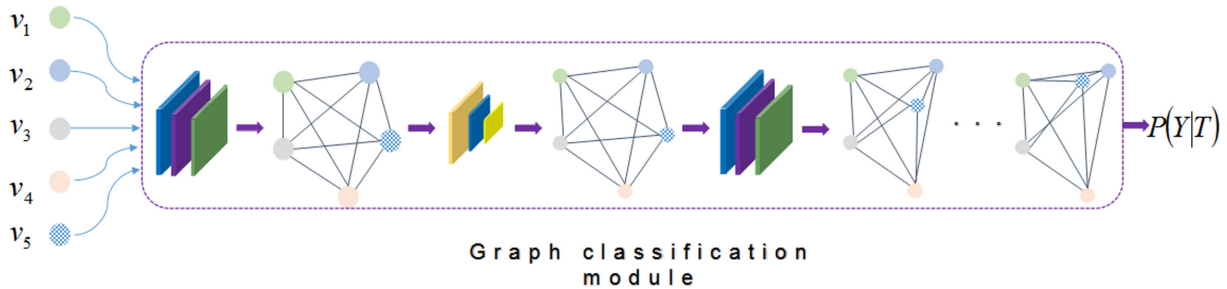 v1
v2
v3
v4
v5
. . .
P(Y|T)
Graph classification
module